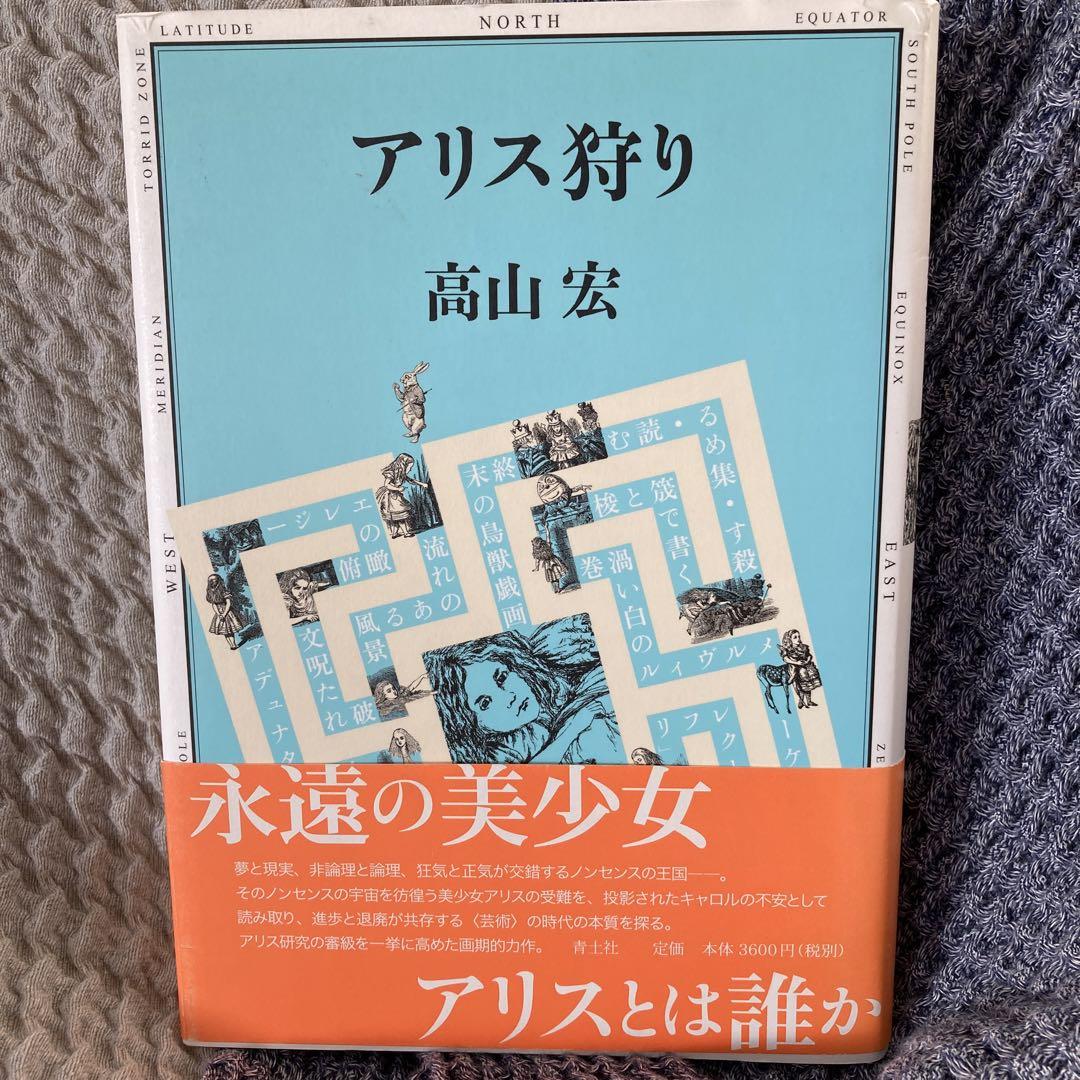 LATITUDE
NORTH
EQUATOR
TORRID ZONE
SOUTH POLE
MERIDIAN
EQUINOX
WEST
EAST
アリス狩り
高山 宏
エレジーの瞰俯
流れのある風景
破
終末の鳥獣戯画
殺す・集める・読む
筬で書くと梭
渦巻
メルヴィルの白い
呪たれ
文
アデュナタ
永遠の美少女
夢と現実、非論理と論理、狂気と正気が交錯するノンセンスの王国――。
そのノンセンスの宇宙を彷徨う美少女アリスの受難を、投影されたキャロルの不安として
読み取り、進歩と退廃が共存する〈芸術〉の時代の本質を探る。
アリス研究の審級を一挙に高めた画期的力作。 青土社 定価 本体3600円(税別)
アリスとは誰か